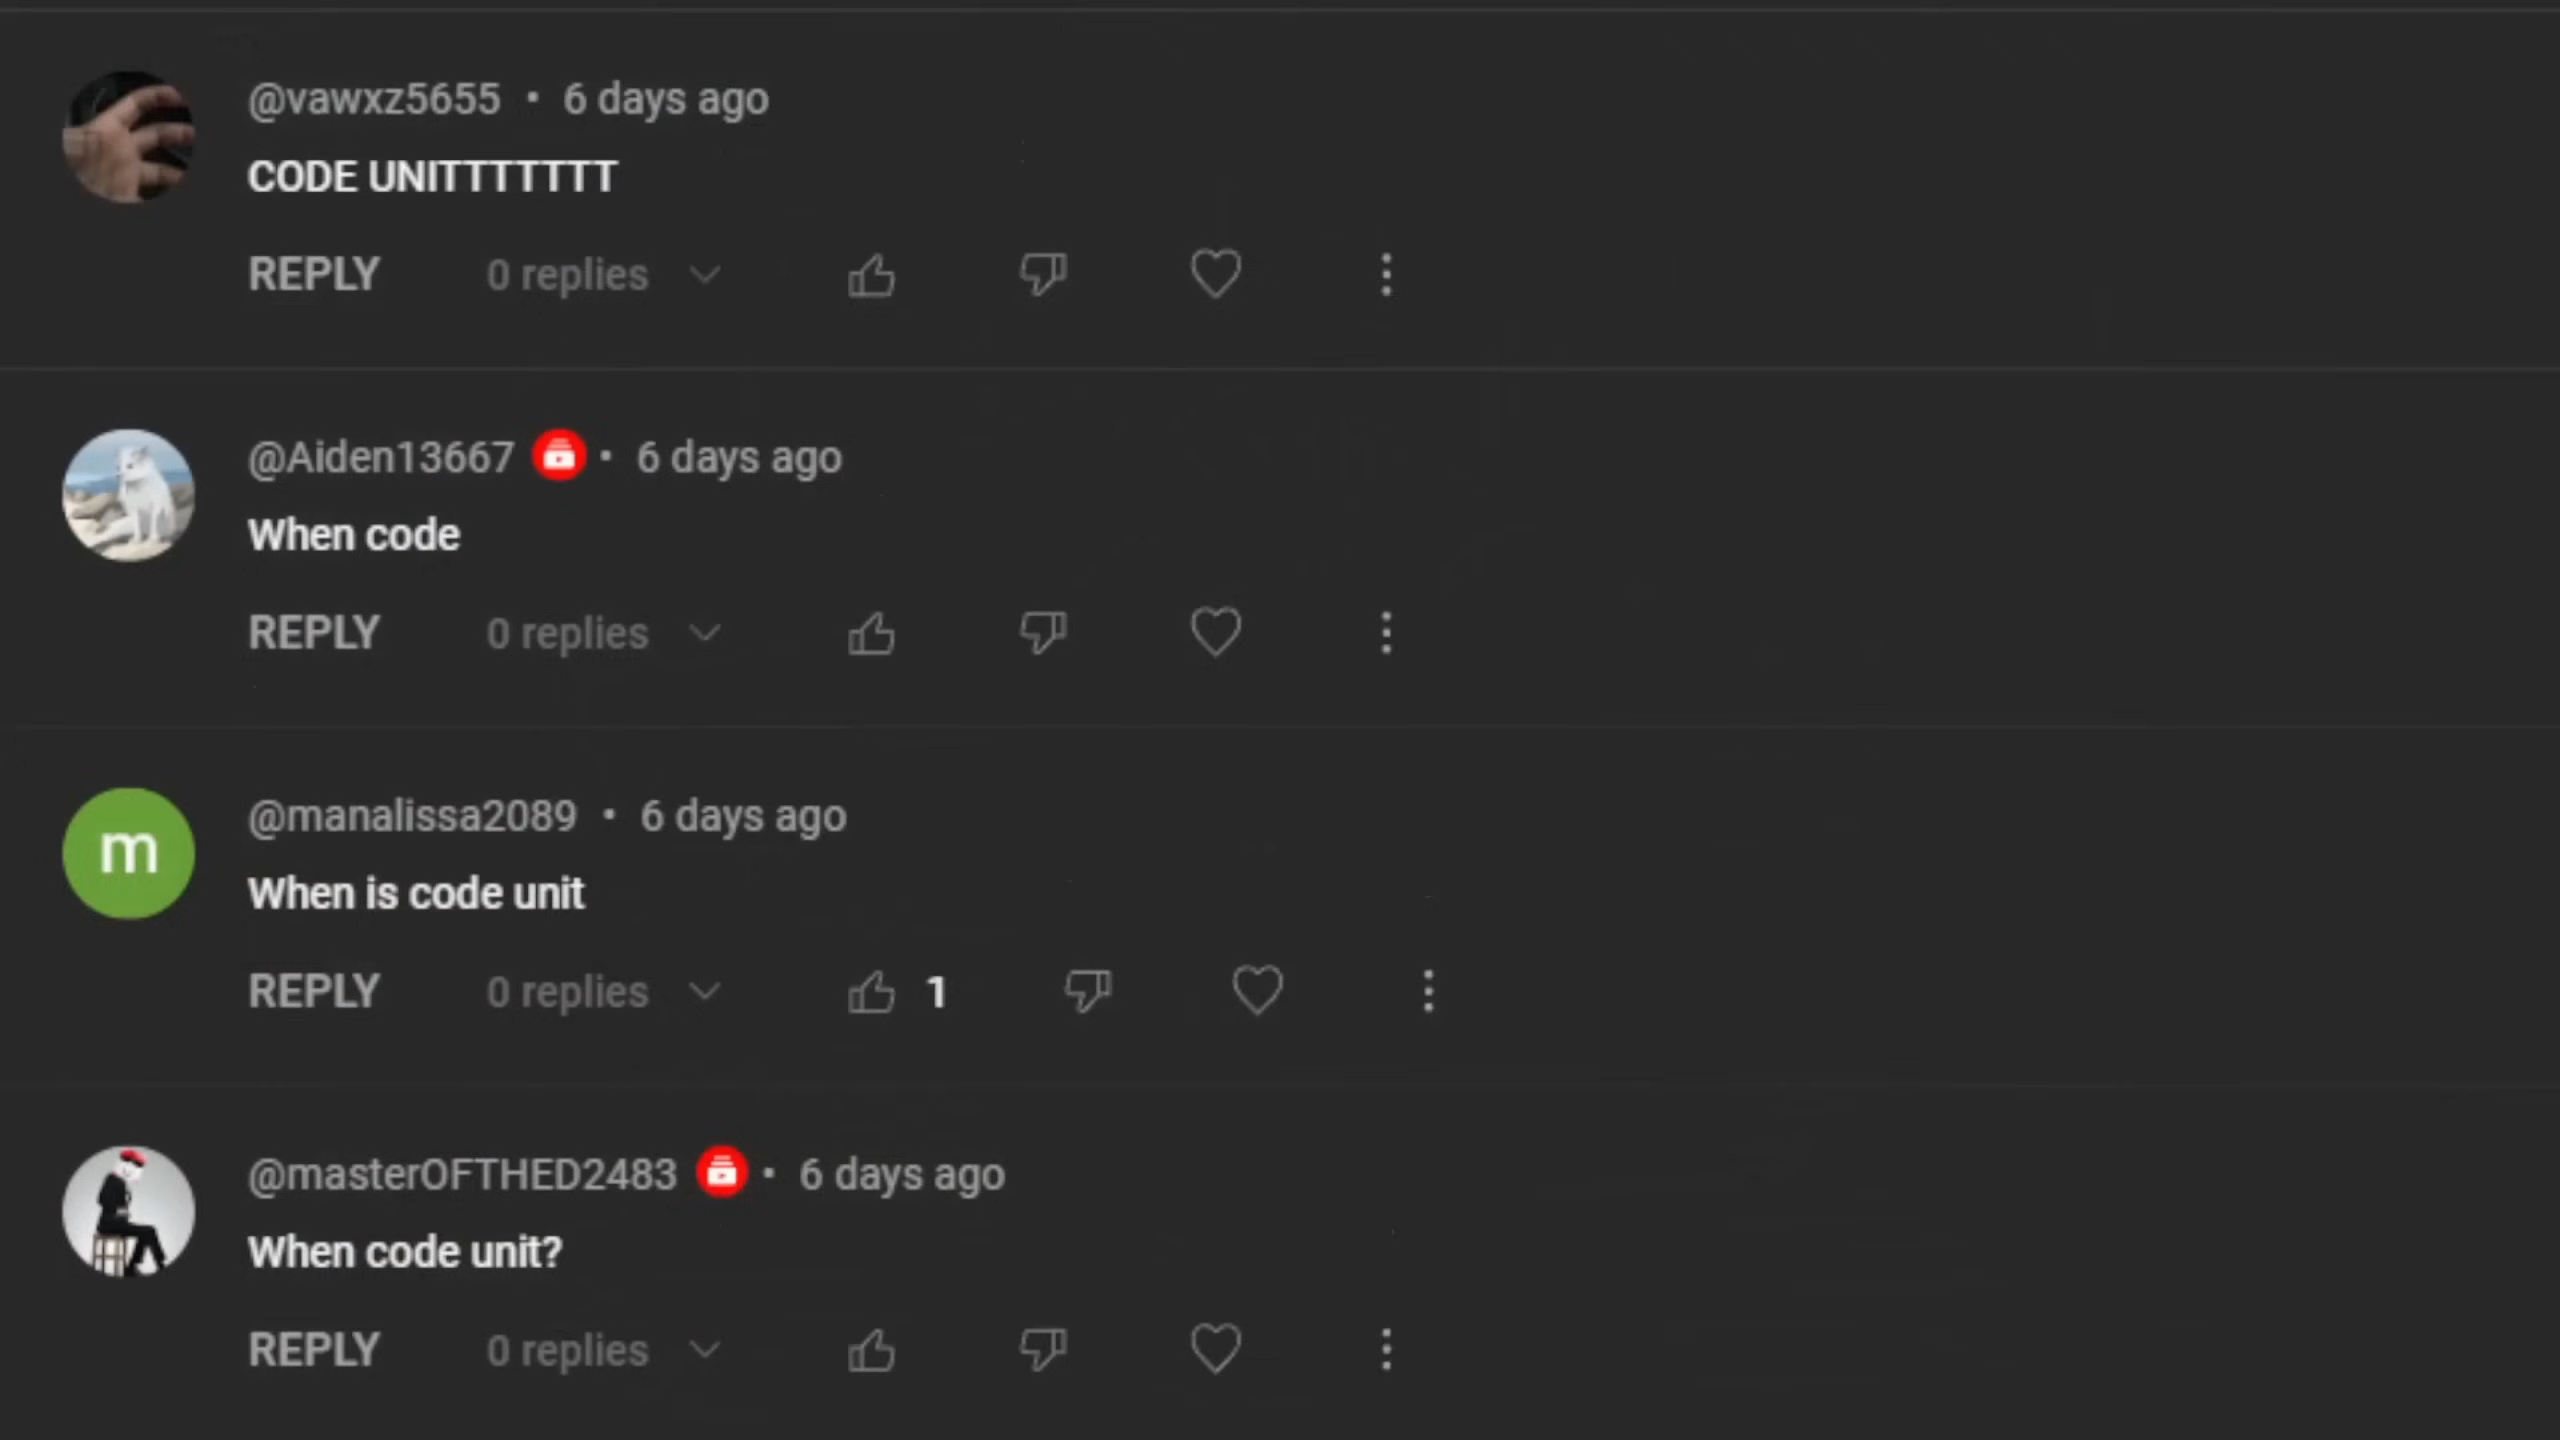 @vawxz5655 • 6 days ago
CODE UNITTTTTTT
REPLY 0 replies
@Aiden13667 • 6 days ago
When code
REPLY 0 replies
m
@manalissa2089 • 6 days ago
When is code unit
REPLY 0 replies 1
@masterOFTHED2483 • 6 days ago
When code unit?
REPLY 0 replies